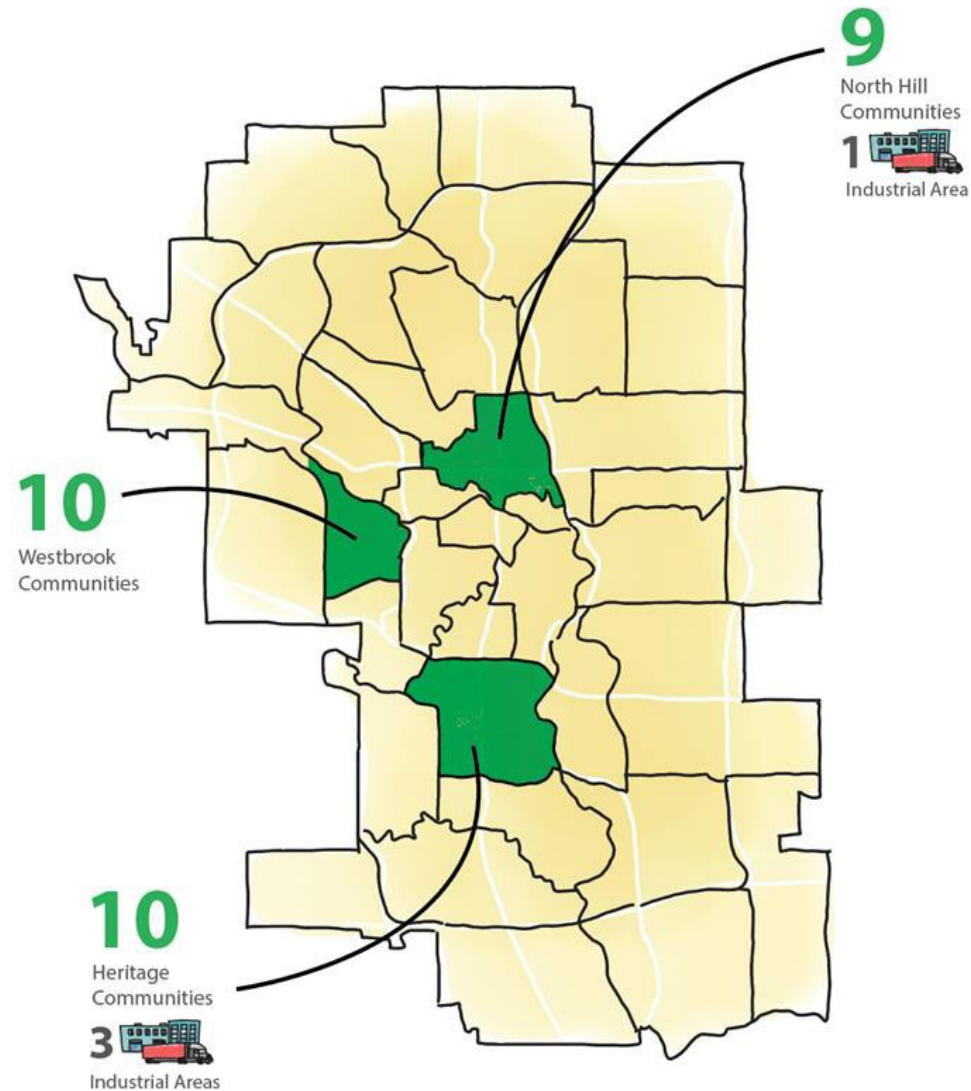 9
North Hill
Communities
1
Industrial Area
10
Westbrook
Communities
10
Heritage
Communities
3
Industrial Areas